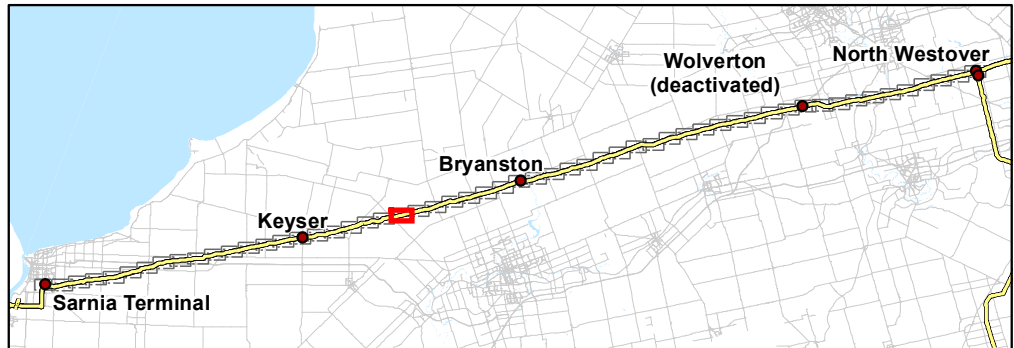 Wolverton
(deactivated)
North Westover
Bryanston
Keyser
Sarnia Terminal